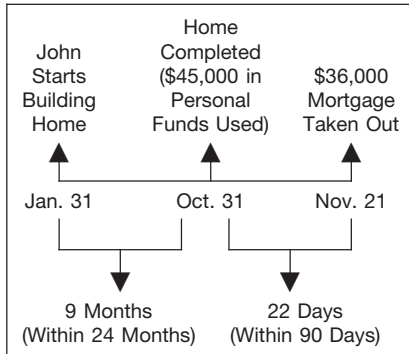 John
Starts
Building
Home
Home
Completed
($45,000 in
Personal
Funds Used)
$36,000
Mortgage
Taken Out
Jan. 31
Oct. 31
Nov. 21
9 Months
(Within 24 Months)
22 Days
(Within 90 Days)